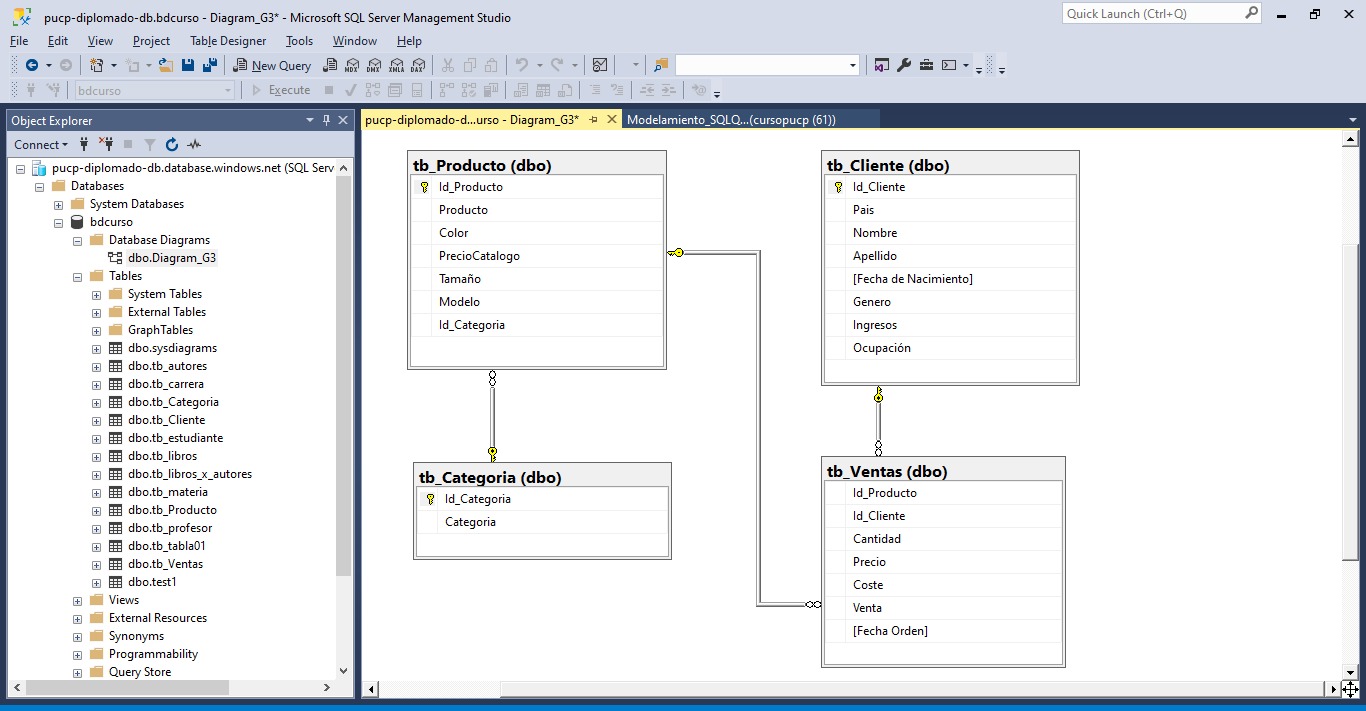 pucp-diplomado-db.bdcurso - Diagram_G3* - Microsoft SQL Server Management Studio
Quick Launch (Ctrl+Q)
File Edit View Project Table Designer Tools Window Help
New Query MDX DMX XMLA DAX
bdcurso Execute
Object Explorer
pucp-diplomado-d...urso - Diagram_G3* Modelamiento_SQLQ...(cursopucp (61))
Connect
pucp-diplomado-db.database.windows.net (SQL Serv
Databases
System Databases
bdcurso
Database Diagrams
dbo.Diagram_G3
Tables
System Tables
External Tables
GraphTables
dbo.sysdiagrams
dbo.tb_autores
dbo.tb_carrera
dbo.tb_Categoria
dbo.tb_Cliente
dbo.tb_estudiante
dbo.tb_libros
dbo.tb_libros_x_autores
dbo.tb_materia
dbo.tb_Producto
dbo.tb_profesor
dbo.tb_tabla01
dbo.tb_Ventas
dbo.test1
Views
External Resources
Synonyms
Programmability
Query Store
tb_Producto (dbo)
Id_Producto
Producto
Color
PrecioCatalogo
Tamaño
Modelo
Id_Categoria
tb_Categoria (dbo)
Id_Categoria
Categoria
tb_Cliente (dbo)
Id_Cliente
Pais
Nombre
Apellido
[Fecha de Nacimiento]
Genero
Ingresos
Ocupación
tb_Ventas (dbo)
Id_Producto
Id_Cliente
Cantidad
Precio
Coste
Venta
[Fecha Orden]